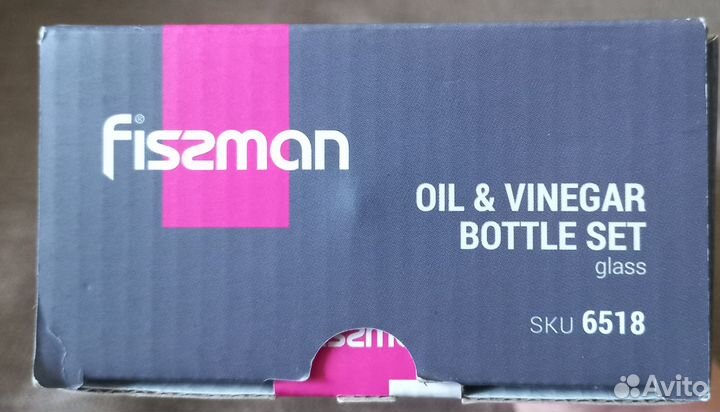 fissman®
OIL & VINEGAR
BOTTLE SET
glass
SKU 6518
Avito